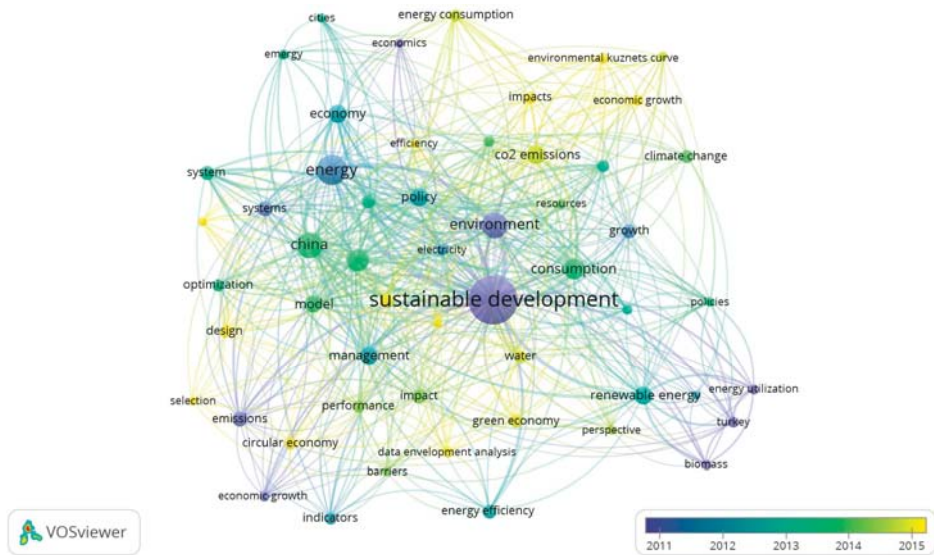 cities
energy consumption
emergy
economics
environmental kuznets curve
impacts
economic growth
economy
efficiency
co2 emissions
climate change
energy
system
policy
resources
systems
environment
growth
china
electricity
consumption
optimization
sustainable development
model
policies
design
management
water
energy utilization
renewable energy
selection
performance
impact
emissions
green economy
perspective
turkey
circular economy
data envelopment analysis
barriers
biomass
economic-growth
indicators
energy efficiency
VOSviewer
2011 2012 2013 2014 2015